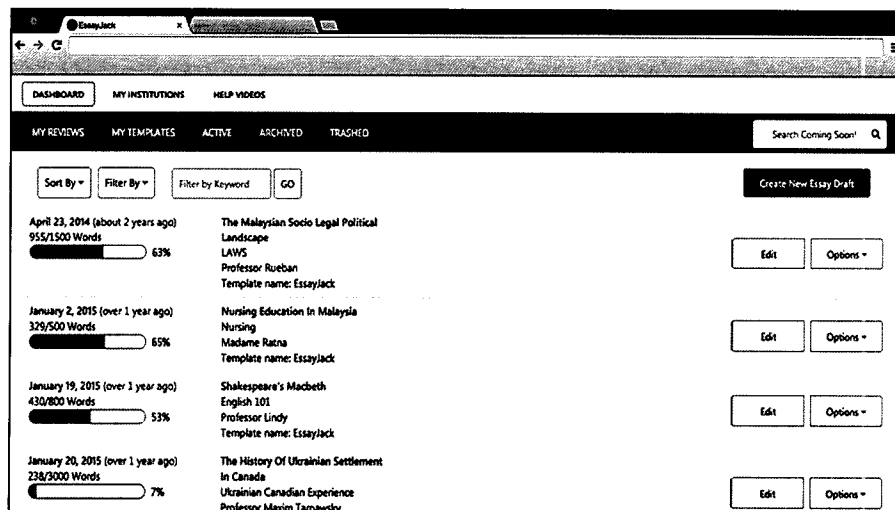 EssayJack x
DASHBOARD MY INSTITUTIONS HELP VIDEOS
MY REVIEWS MY TEMPLATES ACTIVE ARCHIVED TRASHED Search Coming Soon!
Sort By Filter By Filter by Keyword GO Create New Essay Draft
April 23, 2014 (about 2 years ago)
955/1500 Words
63%
The Malaysian Socio Legal Political
Landscape
LAWS
Professor Rueban
Template name: EssayJack
Edit Options
January 2, 2015 (over 1 year ago)
329/500 Words
65%
Nursing Education In Malaysia
Nursing
Madame Ratna
Template name: EssayJack
Edit Options
January 19, 2015 (over 1 year ago)
430/800 Words
53%
Shakespeare's Macbeth
English 101
Professor Lindy
Template name: EssayJack
Edit Options
January 20, 2015 (over 1 year ago)
238/3000 Words
7%
The History Of Ukrainian Settlement
In Canada
Ukrainian Canadian Experience
Professor Maxim Tarnawsky
Edit Options